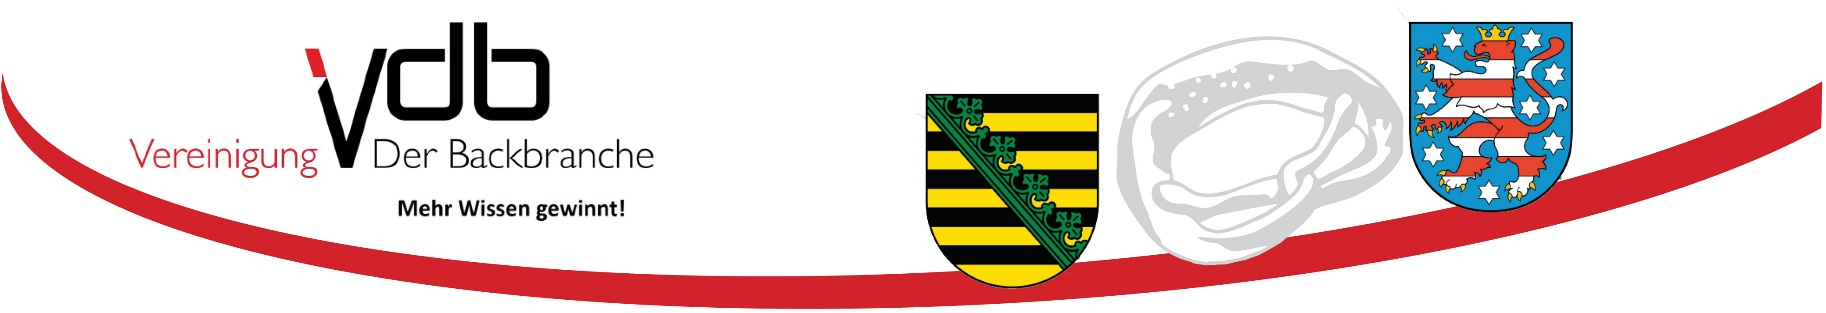 vdb
Vereinigung Der Backbranche
Mehr Wissen gewinnt!